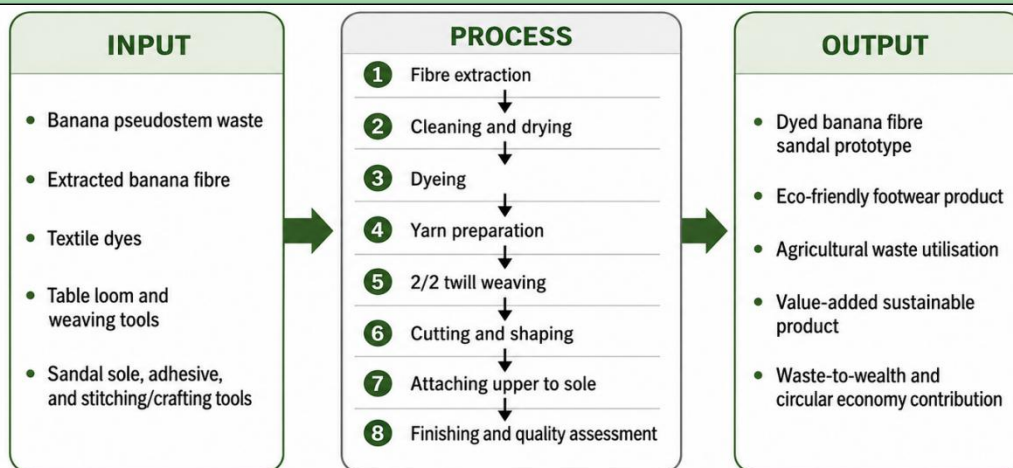 INPUT
Banana pseudostem waste
Extracted banana fibre
Textile dyes
Table loom and
weaving tools
Sandal sole, adhesive,
and stitching/crafting tools
PROCESS
1 Fibre extraction
2 Cleaning and drying
3 Dyeing
4 Yarn preparation
5 2/2 twill weaving
6 Cutting and shaping
7 Attaching upper to sole
8 Finishing and quality assessment
OUTPUT
Dyed banana fibre
sandal prototype
Eco-friendly footwear product
Agricultural waste utilisation
Value-added sustainable
product
Waste-to-wealth and
circular economy contribution